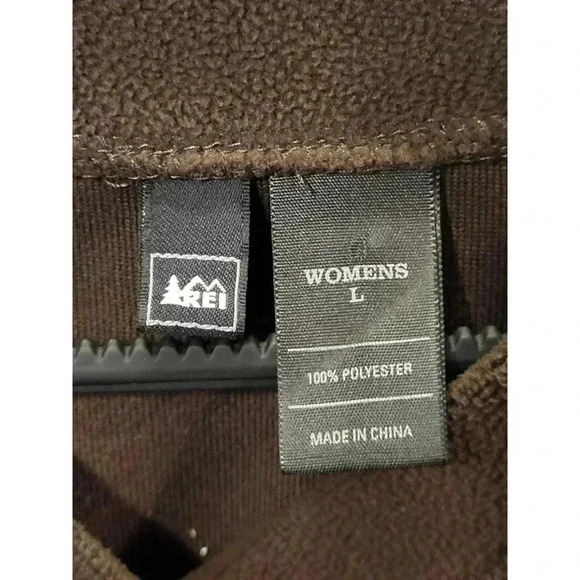 REI
WOMENS
L
100% POLYESTER
MADE IN CHINA